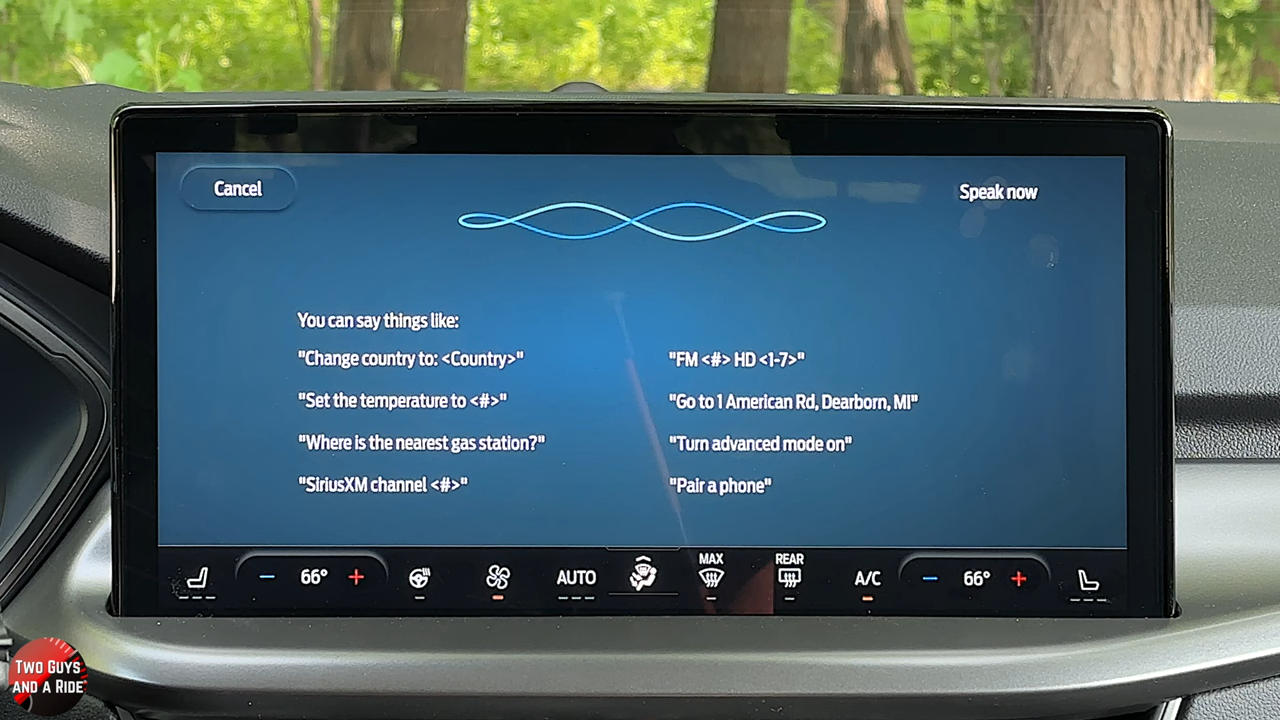 Cancel
Speak now
You can say things like:
"Change country to: <Country>"
"FM <#> HD <1-7>"
"Set the temperature to <#>"
"Go to 1 American Rd, Dearborn, MI"
"Where is the nearest gas station?"
"Turn advanced mode on"
"SiriusXM channel <#>"
"Pair a phone"
66°
AUTO
MAX
REAR
A/C
66°
TWO GUYS
AND A RIDE